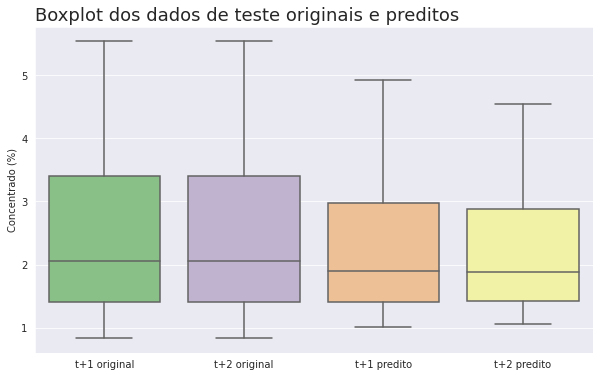 Boxplot dos dados de teste originais e preditos
Concentrado (%)
5
4
3
2
1
t+1 original
t+2 original
t+1 predito
t+2 predito